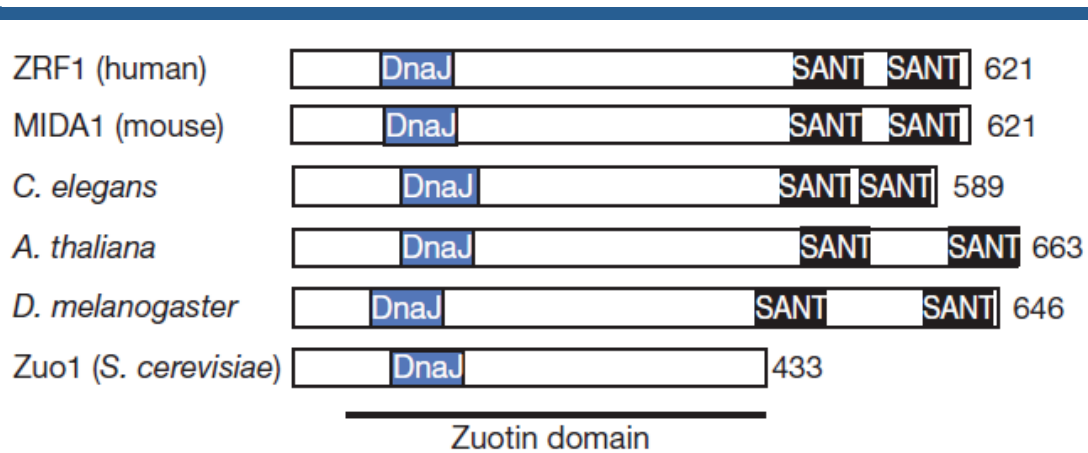 ZRF1 (human) DnaJ SANT SANT 621
MIDA1 (mouse) DnaJ SANT SANT 621
C. elegans DnaJ SANT SANT 589
A. thaliana DnaJ SANT SANT 663
D. melanogaster DnaJ SANT SANT 646
Zuo1 (S. cerevisiae) DnaJ 433
Zuotin domain